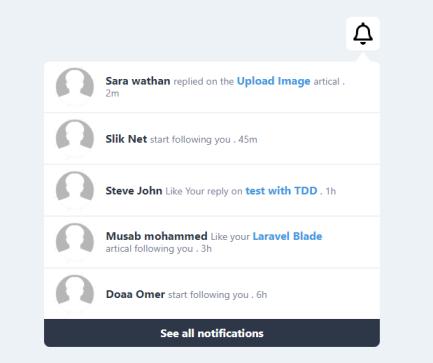 Sara wathan replied on the Upload Image artical .
2m
Slik Net start following you . 45m
Steve John Like Your reply on test with TDD . 1h
Musab mohammed Like your Laravel Blade
artical following you . 3h
Doaa Omer start following you . 6h
See all notifications